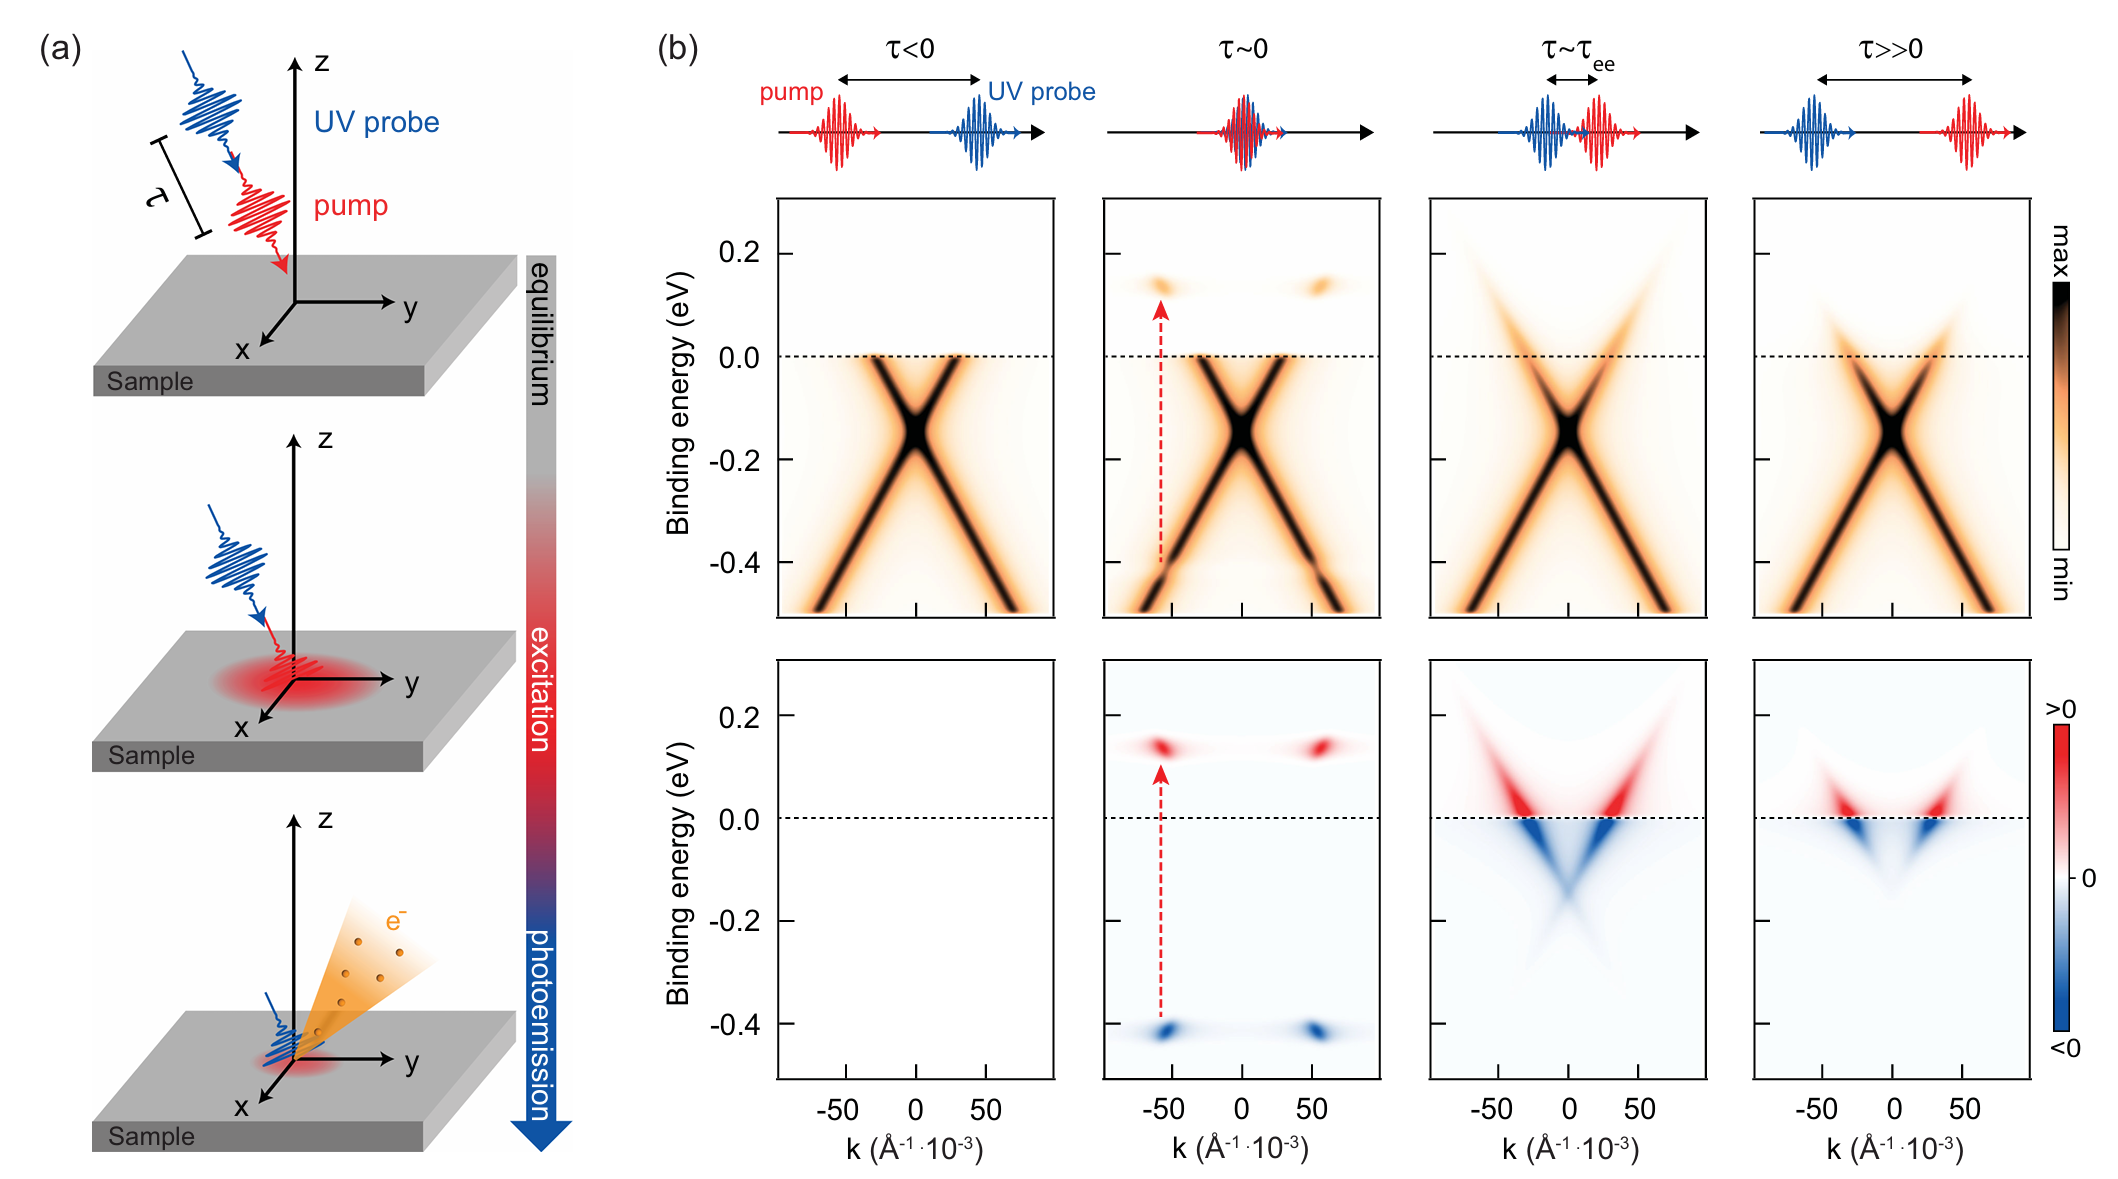 (a)
z
UV probe
τ
pump
y
x
Sample
equilibrium
z
y
x
Sample
excitation
z
e⁻
y
x
Sample
photoemission
(b)
τ<0
τ~0
τ~τee
τ>>0
pump
UV probe
Binding energy (eV)
0.2
0.0
-0.2
-0.4
max
min
Binding energy (eV)
0.2
0.0
-0.2
-0.4
>0
0
<0
-50 0 50
-50 0 50
-50 0 50
-50 0 50
k (Å⁻¹·10⁻³)
k (Å⁻¹·10⁻³)
k (Å⁻¹·10⁻³)
k (Å⁻¹·10⁻³)